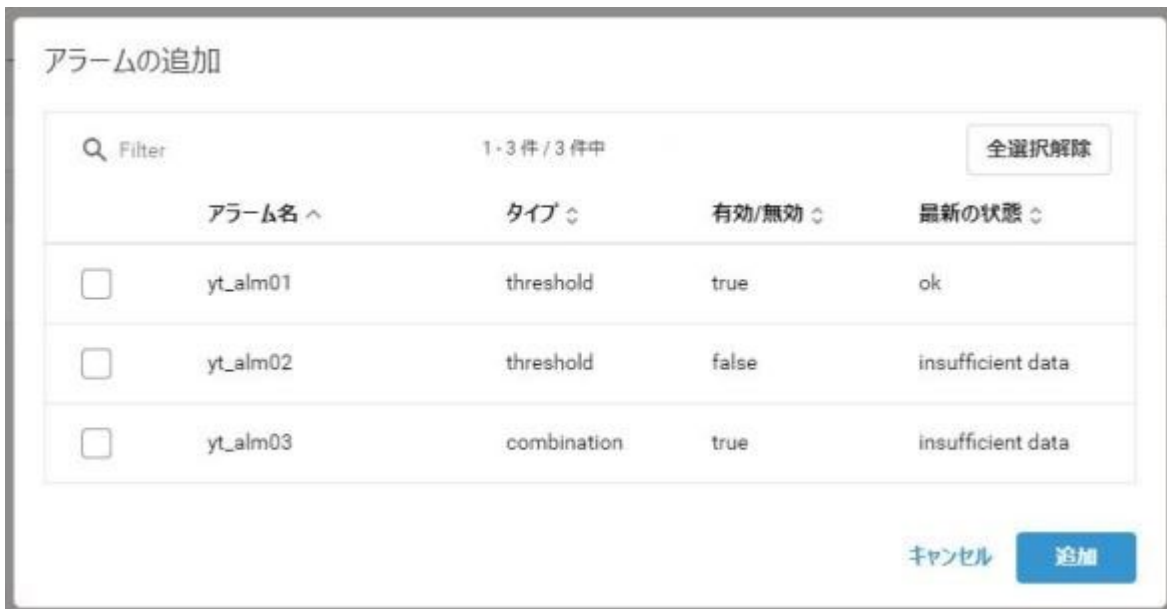 アラームの追加
Filter 1 - 3 件 / 3 件中 全選択解除
アラーム名 タイプ 有効/無効 最新の状態
yt_alm01 threshold true ok
yt_alm02 threshold false insufficient data
yt_alm03 combination true insufficient data
キャンセル 追加